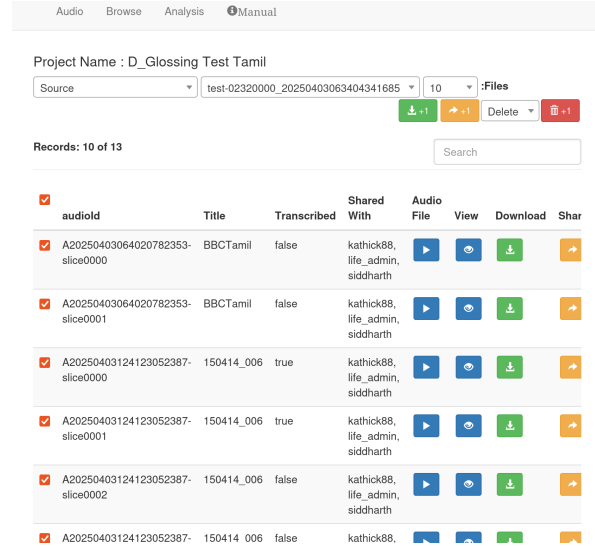 Audio Browse Analysis Manual
Project Name : D_Glossing Test Tamil
Source test-02320000_20250403063404341685 10 :Files
+1 +1 Delete +1
Records: 10 of 13
Search
audioId Title Transcribed Shared With Audio File View Download Shar
A20250403064020782353-slice0000 BBCTamil false kathick88, life_admin, siddharth
A20250403064020782353-slice0001 BBCTamil false kathick88, life_admin, siddharth
A20250403124123052387-slice0000 150414_006 true kathick88, life_admin, siddharth
A20250403124123052387-slice0001 150414_006 true kathick88, life_admin, siddharth
A20250403124123052387-slice0002 150414_006 false kathick88, life_admin, siddharth
A20250403124123052387- 150414_006 false kathick88,